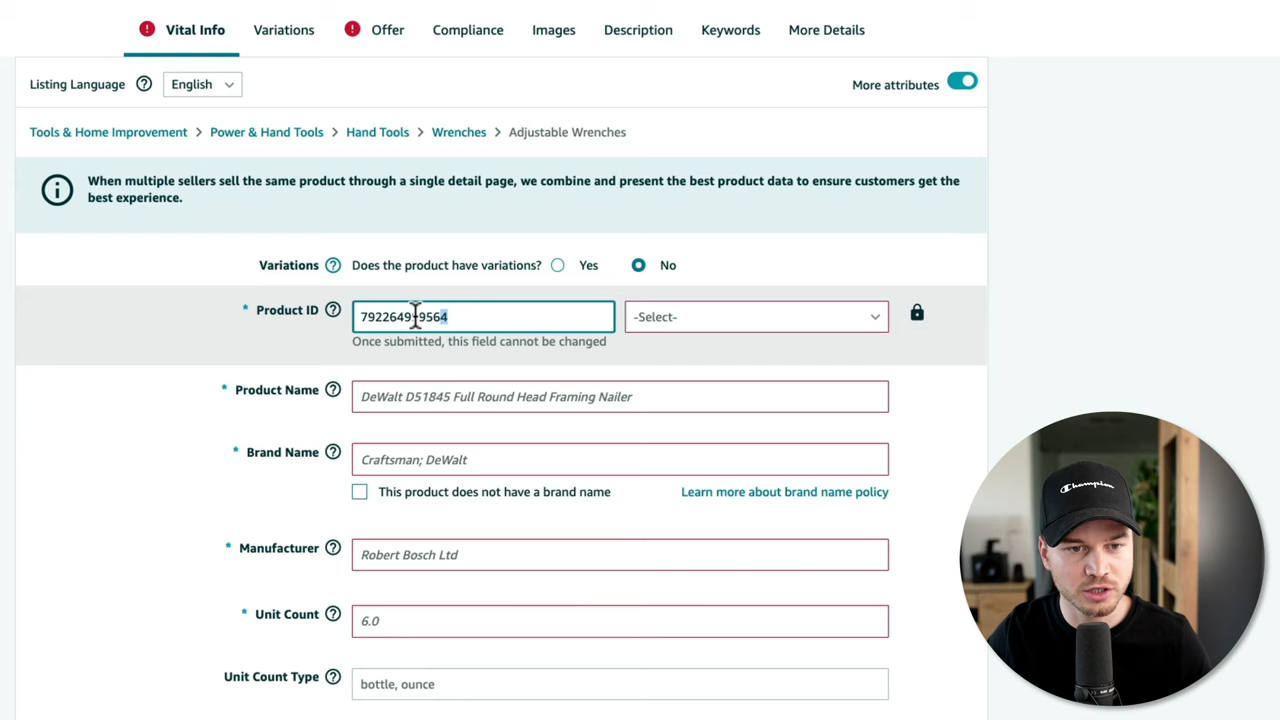 Vital Info
Variations
Offer
Compliance
Images
Description
Keywords
More Details
Listing Language
English
More attributes
Tools & Home Improvement > Power & Hand Tools > Hand Tools > Wrenches > Adjustable Wrenches
When multiple sellers sell the same product through a single detail page, we combine and present the best product data to ensure customers get the
best experience.
Variations ? Does the product have variations? Yes No
* Product ID ?
-Select-
Once submitted, this field cannot be changed
* Product Name ? DeWalt D51845 Full Round Head Framing Nailer
* Brand Name ? Craftsman; DeWalt
This product does not have a brand name
Learn more about brand name policy
* Manufacturer ? Robert Bosch Ltd
* Unit Count ? 6.0
Unit Count Type ? bottle, ounce
Champion